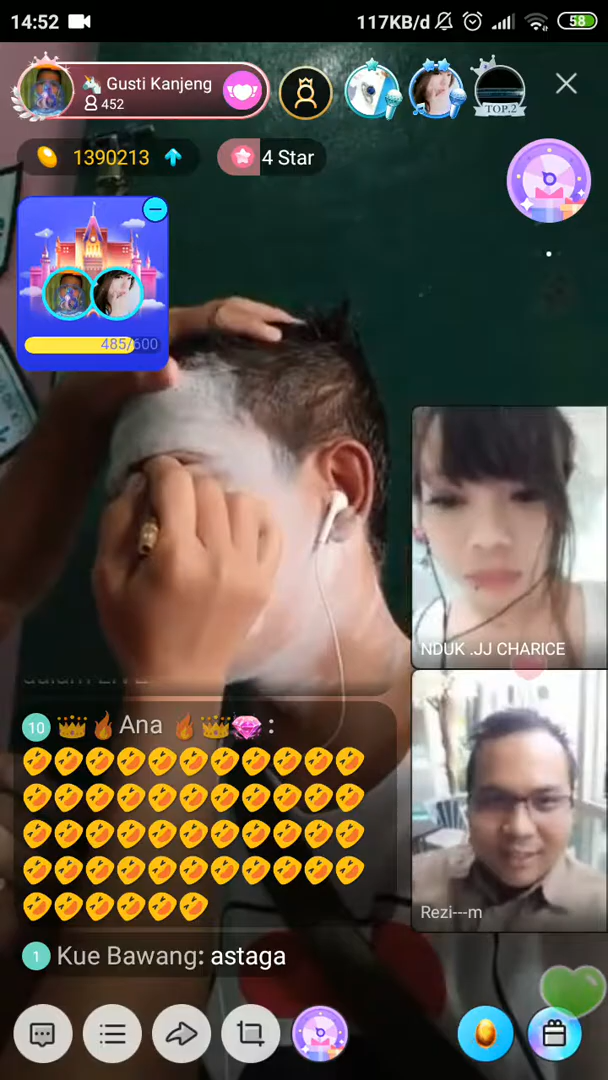 14:52 117KB/d 58
🦄 Gusti Kanjeng
452
TOP.2
1390213 4 Star
485/600
NDUK .JJ CHARICE
10 👑🔥Ana 🔥👑💎 :
🤣🤣🤣🤣🤣🤣🤣🤣🤣🤣🤣
🤣🤣🤣🤣🤣🤣🤣🤣🤣🤣🤣
🤣🤣🤣🤣🤣🤣🤣🤣🤣🤣🤣
🤣🤣🤣🤣🤣🤣🤣🤣🤣🤣🤣
🤣🤣🤣🤣🤣🤣
Rezi---m
1 Kue Bawang: astaga